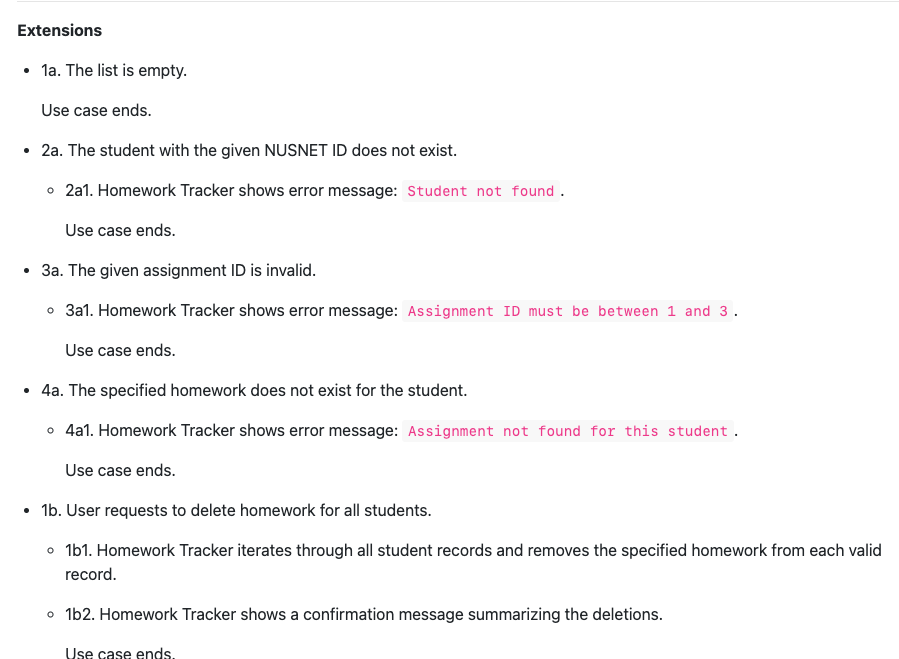 Extensions
• 1a. The list is empty.
Use case ends.
• 2a. The student with the given NUSNET ID does not exist.
◦ 2a1. Homework Tracker shows error message: Student not found .
Use case ends.
• 3a. The given assignment ID is invalid.
◦ 3a1. Homework Tracker shows error message: Assignment ID must be between 1 and 3 .
Use case ends.
• 4a. The specified homework does not exist for the student.
◦ 4a1. Homework Tracker shows error message: Assignment not found for this student .
Use case ends.
• 1b. User requests to delete homework for all students.
◦ 1b1. Homework Tracker iterates through all student records and removes the specified homework from each valid
record.
◦ 1b2. Homework Tracker shows a confirmation message summarizing the deletions.
Use case ends.